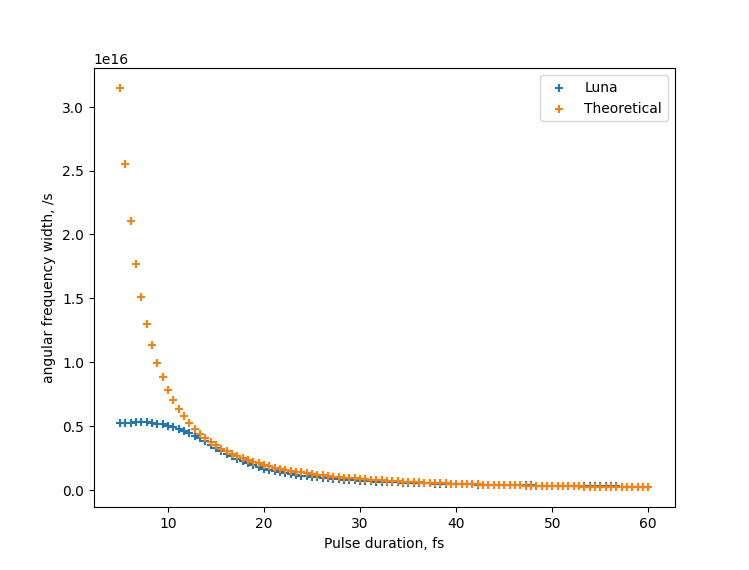 1e16
Luna
Theoretical
3.0
2.5
2.0
1.5
1.0
0.5
0.0
angular frequency width, /s
10
20
30
40
50
60
Pulse duration, fs